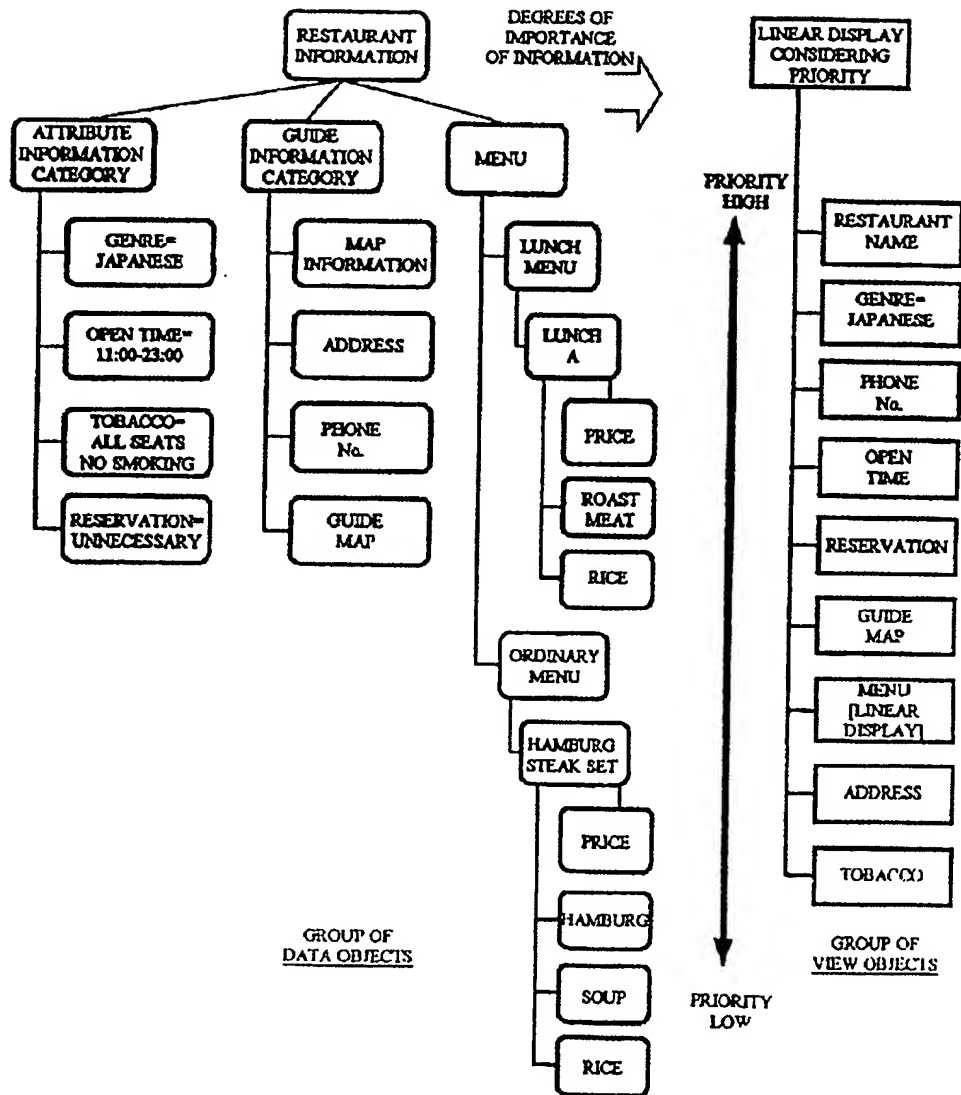 RESTAURANT
INFORMATION
DEGREES OF
IMPORTANCE
OF INFORMATION
LINEAR DISPLAY
CONSIDERING
PRIORITY
ATTRIBUTE
INFORMATION
CATEGORY
GUIDE
INFORMATION
CATEGORY
MENU
GENRE=
JAPANESE
OPEN TIME=
11:00-23:00
TOBACCO=
ALL SEATS
NO SMOKING
RESERVATION=
UNNECESSARY
MAP
INFORMATION
ADDRESS
PHONE
No.
GUIDE
MAP
LUNCH
MENU
LUNCH
A
PRICE
ROAST
MEAT
RICE
ORDINARY
MENU
HAMBURG
STEAK SET
PRICE
HAMBURG
SOUP
RICE
GROUP OF
DATA OBJECTS
PRIORITY
HIGH
PRIORITY
LOW
RESTAURANT
NAME
GENRE=
JAPANESE
PHONE
No.
OPEN
TIME
RESERVATION
GUIDE
MAP
MENU
[LINEAR
DISPLAY]
ADDRESS
TOBACCO
GROUP OF
VIEW OBJECTS